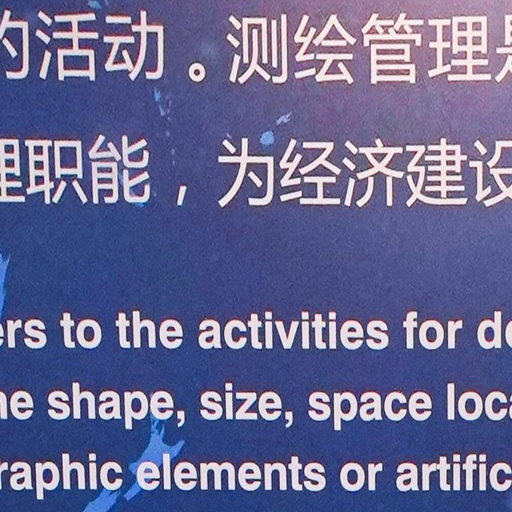 的活动。测绘管理是
理职能，为经济建设
ers to the activities for de
he shape, size, space loca
raphic elements or artific